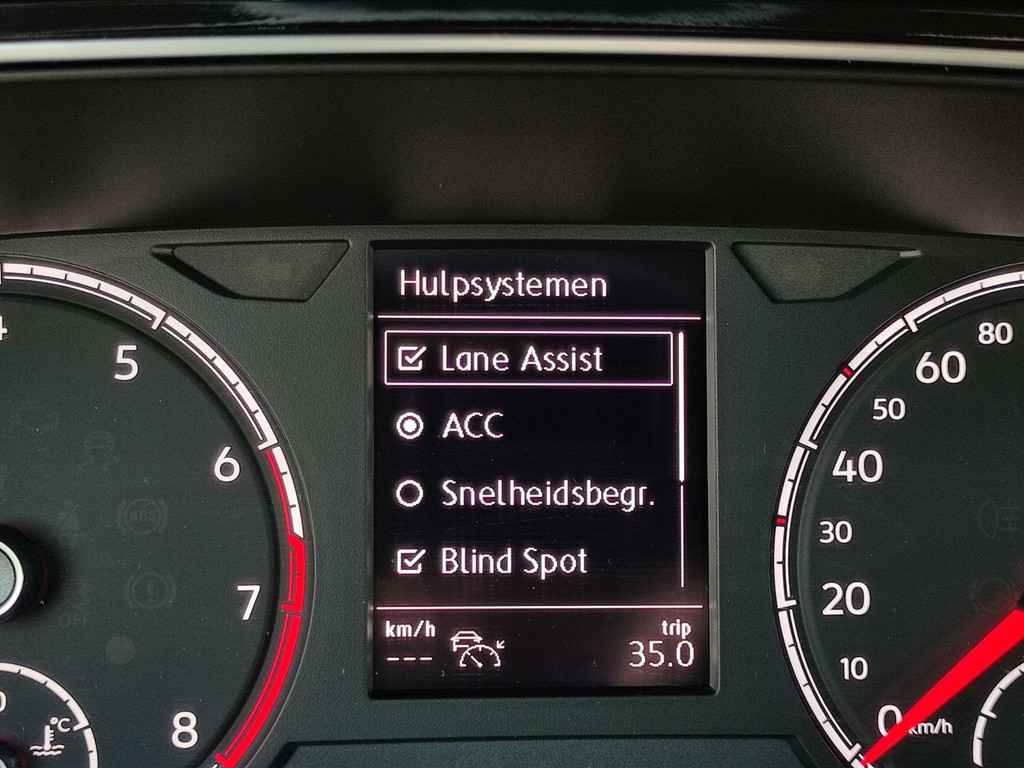 Hulpsystemen
Lane Assist
ACC
Snelheidsbegr.
Blind Spot
km/h
trip
---
35.0
5
6
7
8
°C
80
60
50
40
30
20
10
0
km/h
OFF